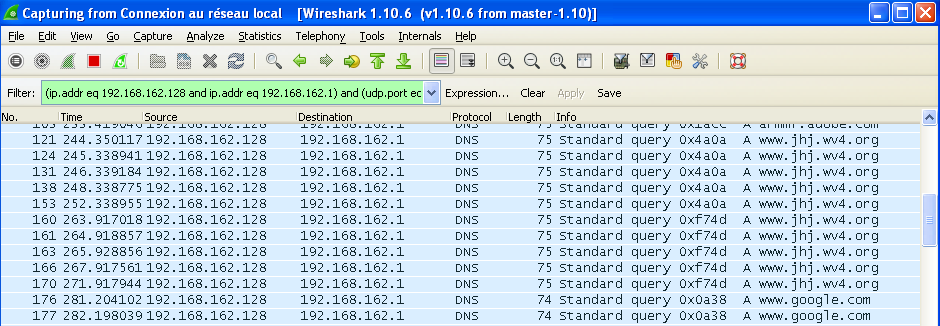 Capturing from Connexion au réseau local [Wireshark 1.10.6 (v1.10.6 from master-1.10)]
File Edit View Go Capture Analyze Statistics Telephony Tools Internals Help
Filter: (ip.addr eq 192.168.162.128 and ip.addr eq 192.168.162.1) and (udp.port ec Expression... Clear Apply Save
No. Time Source Destination Protocol Length Info
192.168.162.128 192.168.162.1 DNS 75 Standard query 0x1acc A armmf.adobe.com
121 244.350117 192.168.162.128 192.168.162.1 DNS 75 Standard query 0x4a0a A www.jhj.wv4.org
124 245.338941 192.168.162.128 192.168.162.1 DNS 75 Standard query 0x4a0a A www.jhj.wv4.org
131 246.339184 192.168.162.128 192.168.162.1 DNS 75 Standard query 0x4a0a A www.jhj.wv4.org
138 248.338775 192.168.162.128 192.168.162.1 DNS 75 Standard query 0x4a0a A www.jhj.wv4.org
153 252.338955 192.168.162.128 192.168.162.1 DNS 75 Standard query 0x4a0a A www.jhj.wv4.org
160 263.917018 192.168.162.128 192.168.162.1 DNS 75 Standard query 0xf74d A www.jhj.wv4.org
161 264.918857 192.168.162.128 192.168.162.1 DNS 75 Standard query 0xf74d A www.jhj.wv4.org
163 265.928856 192.168.162.128 192.168.162.1 DNS 75 Standard query 0xf74d A www.jhj.wv4.org
166 267.917561 192.168.162.128 192.168.162.1 DNS 75 Standard query 0xf74d A www.jhj.wv4.org
170 271.917944 192.168.162.128 192.168.162.1 DNS 75 Standard query 0xf74d A www.jhj.wv4.org
176 281.204102 192.168.162.128 192.168.162.1 DNS 74 Standard query 0x0a38 A www.google.com
177 282.198039 192.168.162.128 192.168.162.1 DNS 74 Standard query 0x0a38 A www.google.com